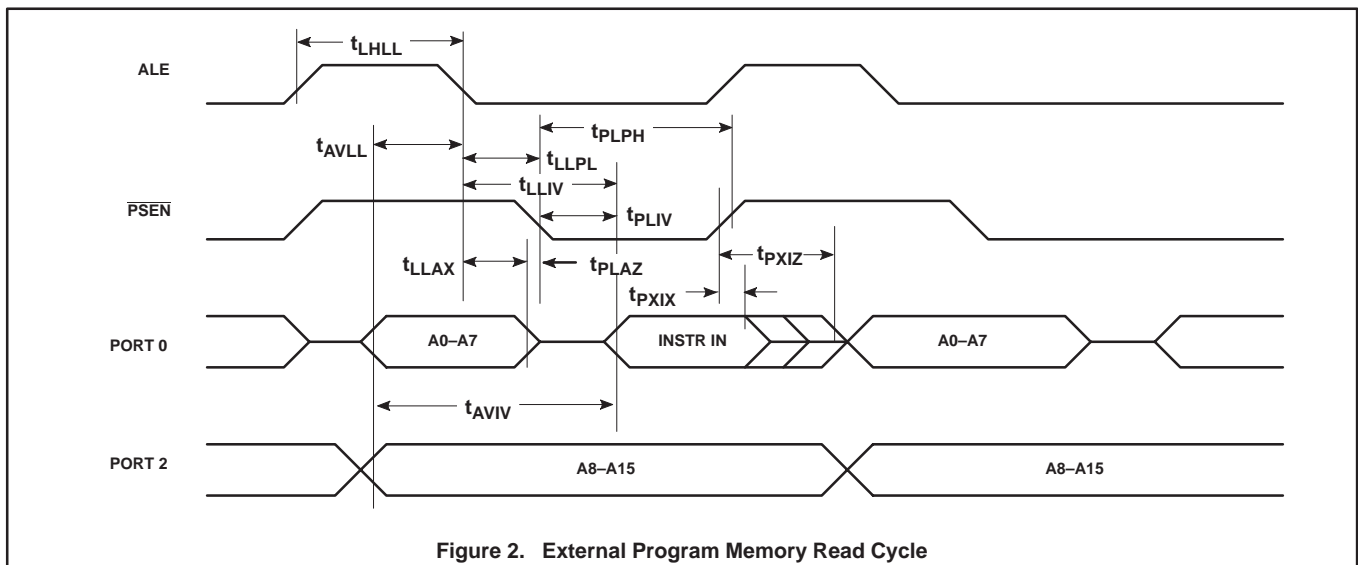 tLHLL
ALE
tPLPH
tAVLL
tLLPL
tLLIV
PSEN
tPLIV
tPXIZ
tLLAX
tPLAZ
tPXIX
PORT 0
A0–A7
INSTR IN
A0–A7
tAVIV
PORT 2
A8–A15
A8–A15
Figure 2. External Program Memory Read Cycle